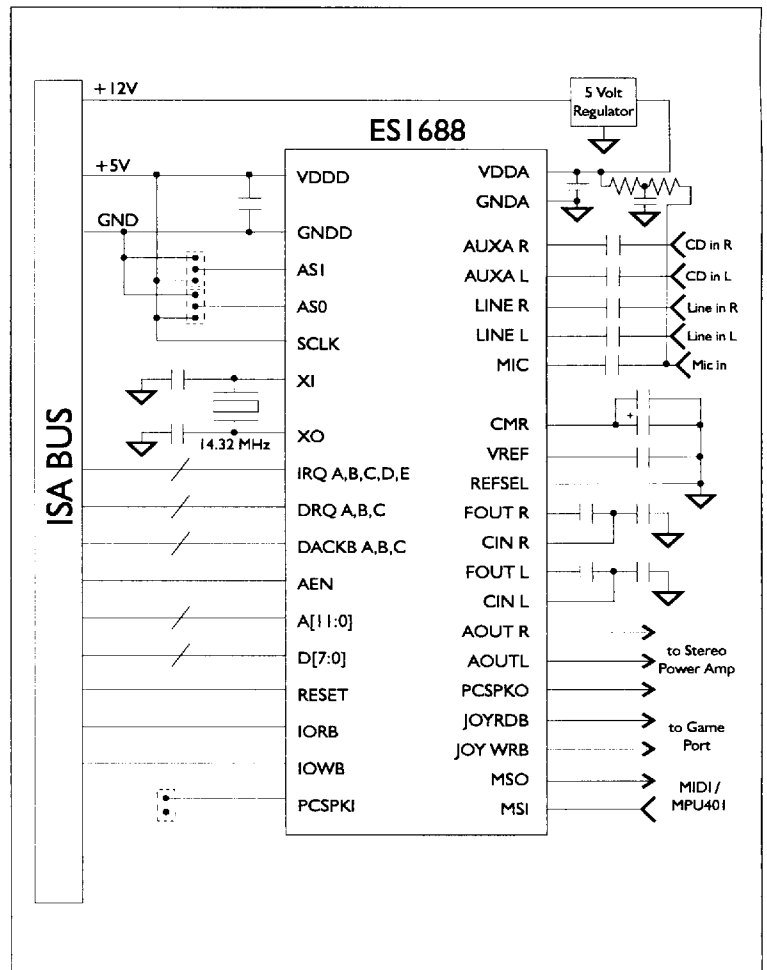 +12V
5 Volt
Regulator
ES1688
+5V
GND
VDDD
GNDD
AS1
AS0
SCLK
XI
XO
14.32 MHz
IRQ A,B,C,D,E
DRQ A,B,C
DACKB A,B,C
AEN
A[11:0]
D[7:0]
RESET
IORB
IOWB
PCSPKI
ISA BUS
VDDA
GNDA
AUXA R
CD in R
AUXA L
CD in L
LINE R
Line in R
LINE L
Line in L
MIC
Mic in
CMR
+
VREF
REFSEL
FOUT R
CIN R
FOUT L
CIN L
AOUT R
AOUTL
to Stereo
Power Amp
PCSPKO
JOYRDB
to Game
Port
JOY WRB
MSO
MSI
MIDI /
MPU401